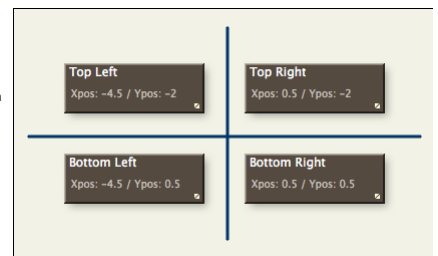 Top Left
Xpos: -4.5 / Ypos: -2
Top Right
Xpos: 0.5 / Ypos: -2
Bottom Left
Xpos: -4.5 / Ypos: 0.5
Bottom Right
Xpos: 0.5 / Ypos: 0.5